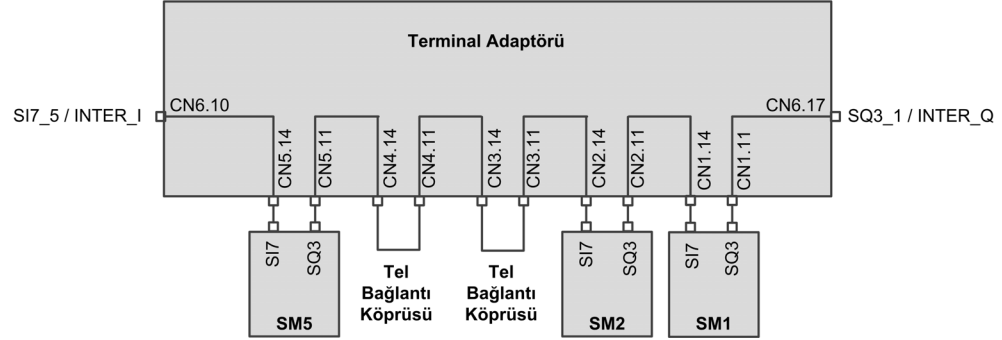 Terminal Adaptörü
SI7_5 / INTER_I
CN6.10
CN6.17
SQ3_1 / INTER_Q
CN5.14
CN5.11
CN4.14
CN4.11
CN3.14
CN3.11
CN2.14
CN2.11
CN1.14
CN1.11
SI7
SQ3
SM5
Tel
Bağlantı
Köprüsü
Tel
Bağlantı
Köprüsü
SI7
SQ3
SM2
SI7
SQ3
SM1